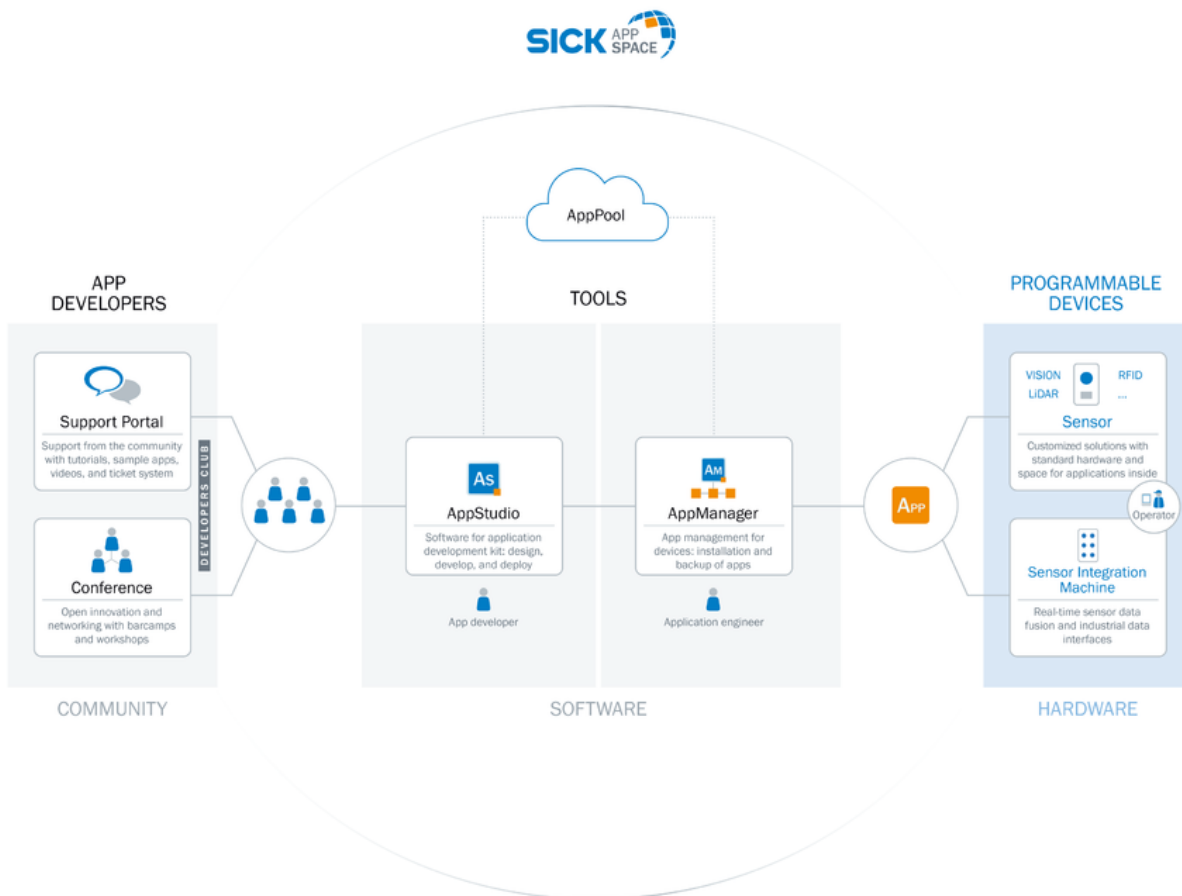 SICK APP SPACE
AppPool
APP
DEVELOPERS
TOOLS
PROGRAMMABLE
DEVICES
Support Portal
Support from the community
with tutorials, sample apps,
videos, and ticket system
Conference
Open innovation and
networking with barcamps
and workshops
DEVELOPERS CLUB
COMMUNITY
As
AppStudio
Software for application
development kit: design,
develop, and deploy
App developer
AM
AppManager
App management for
devices: installation and
backup of apps
Application engineer
SOFTWARE
APP
VISION
RFID
LiDAR
...
Sensor
Customized solutions with
standard hardware and
space for applications inside
Operator
Sensor Integration
Machine
Real-time sensor data
fusion and industrial data
interfaces
HARDWARE